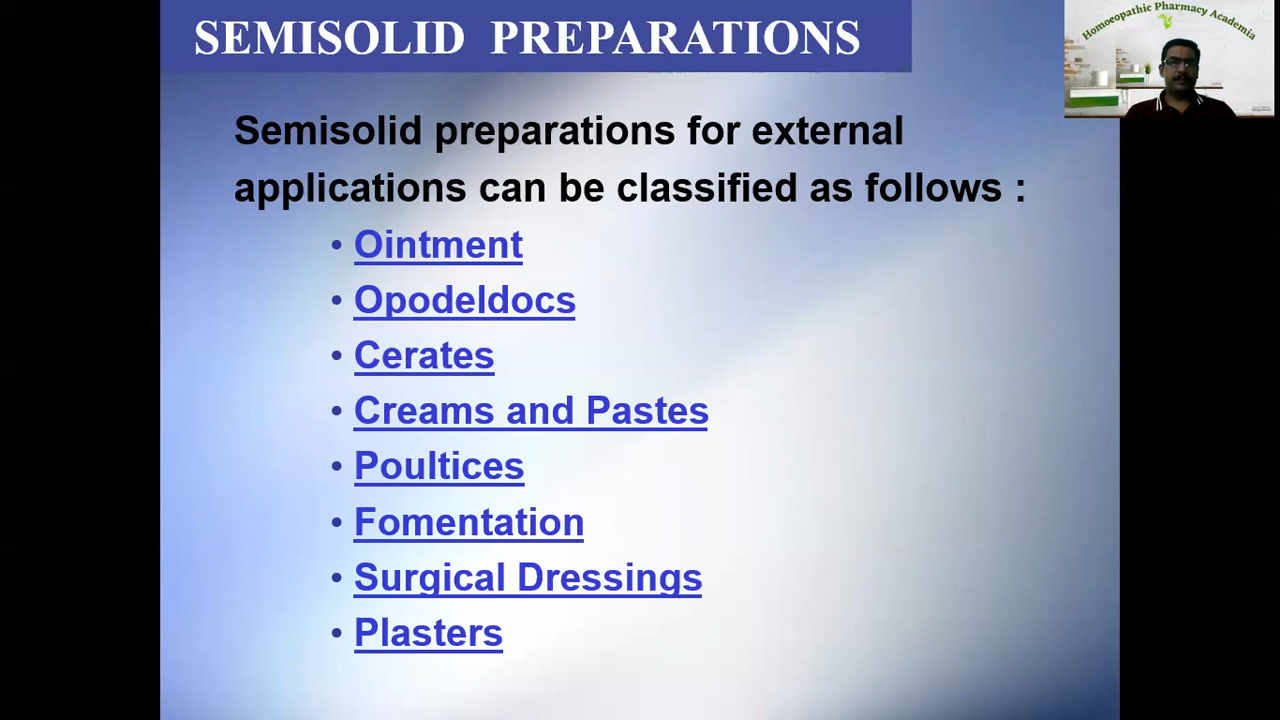 SEMISOLID PREPARATIONS
Homoeopathic Pharmacy Academia
Semisolid preparations for external
applications can be classified as follows :
• Ointment
• Opodeldocs
• Cerates
• Creams and Pastes
• Poultices
• Fomentation
• Surgical Dressings
• Plasters